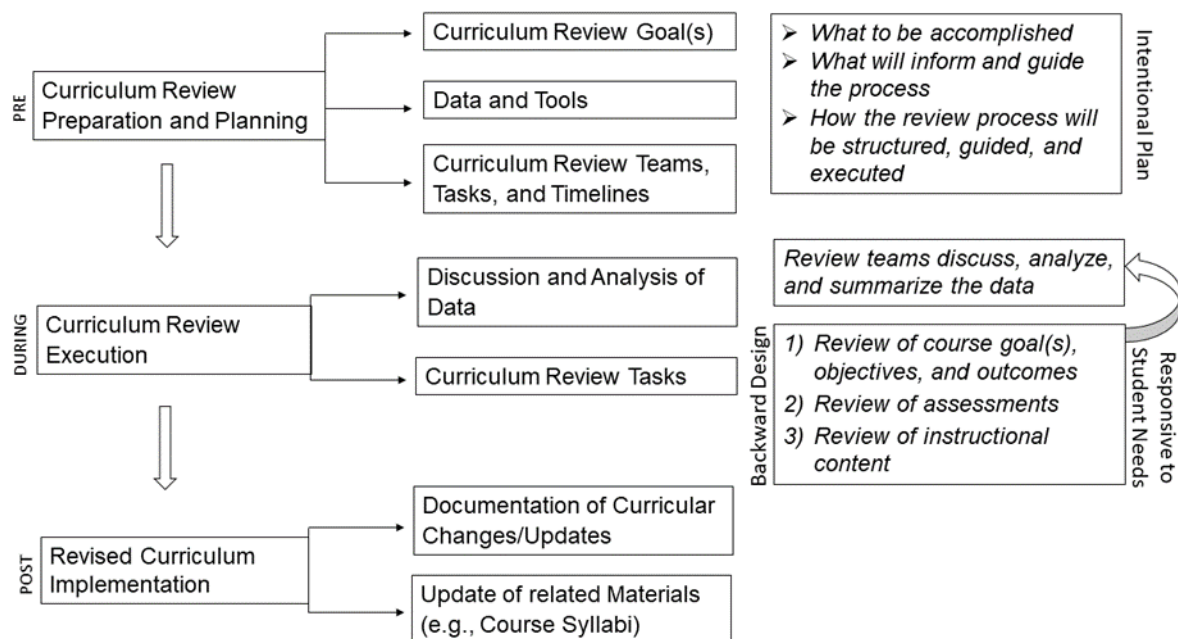 PRE
Curriculum Review
Preparation and Planning
Curriculum Review Goal(s)
Data and Tools
Curriculum Review Teams,
Tasks, and Timelines
➤ What to be accomplished
➤ What will inform and guide
the process
➤ How the review process will
be structured, guided, and
executed
Intentional Plan
DURING
Curriculum Review
Execution
Discussion and Analysis of
Data
Curriculum Review Tasks
Review teams discuss, analyze,
and summarize the data
Backward Design
1) Review of course goal(s),
objectives, and outcomes
2) Review of assessments
3) Review of instructional
content
Responsive to
Student Needs
POST
Revised Curriculum
Implementation
Documentation of Curricular
Changes/Updates
Update of related Materials
(e.g., Course Syllabi)